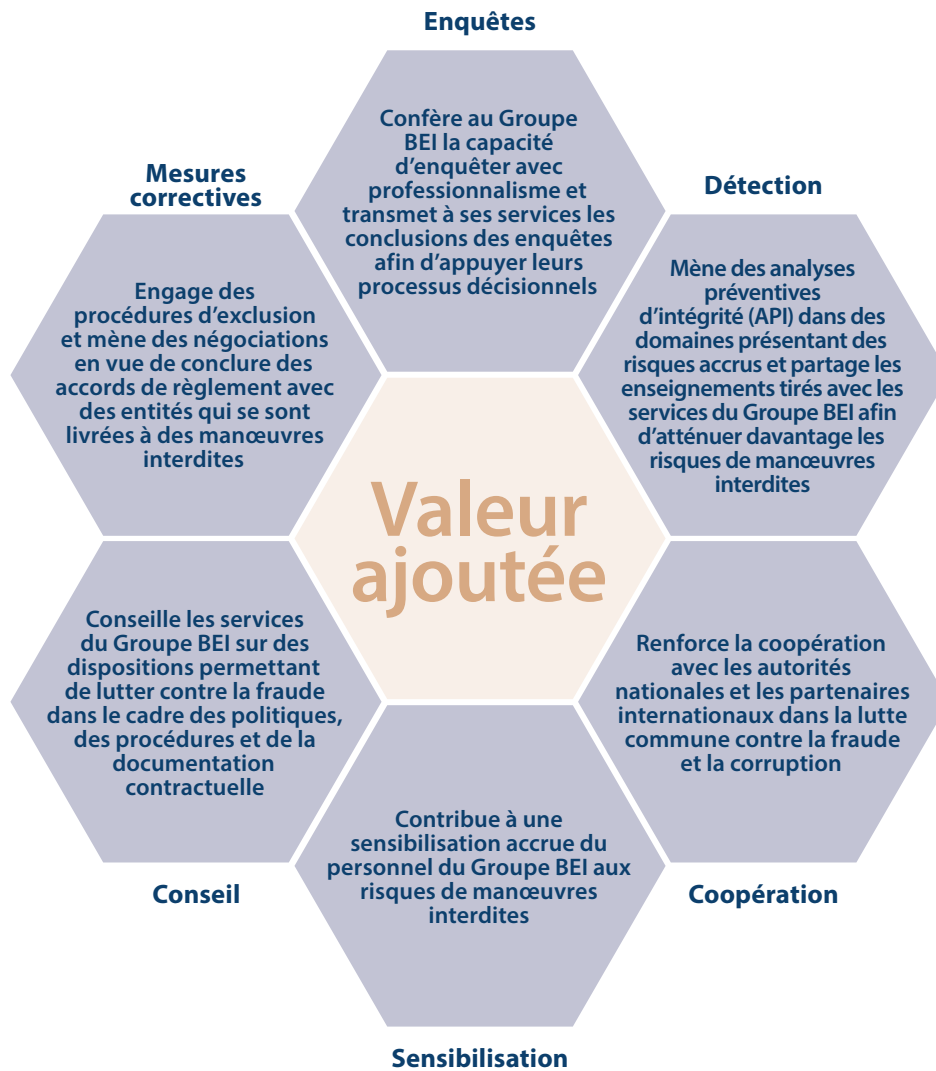 Enquêtes
Confère au Groupe
BEI la capacité
d’enquêter avec
professionnalisme et
transmet à ses services les
conclusions des enquêtes
afin d’appuyer leurs
processus décisionnels
Mesures
correctives
Engage des
procédures d’exclusion
et mène des négociations
en vue de conclure des
accords de règlement avec
des entités qui se sont
livrées à des manœuvres
interdites
Détection
Mène des analyses
préventives
d’intégrité (API) dans des
domaines présentant des
risques accrus et partage les
enseignements tirés avec les
services du Groupe BEI afin
d’atténuer davantage les
risques de manœuvres
interdites
Valeur
ajoutée
Conseille les services
du Groupe BEI sur des
dispositions permettant
de lutter contre la fraude
dans le cadre des politiques,
des procédures et de la
documentation
contractuelle
Conseil
Renforce la coopération
avec les autorités
nationales et les partenaires
internationaux dans la lutte
commune contre la fraude
et la corruption
Coopération
Contribue à une
sensibilisation accrue du
personnel du Groupe BEI aux
risques de manœuvres
interdites
Sensibilisation